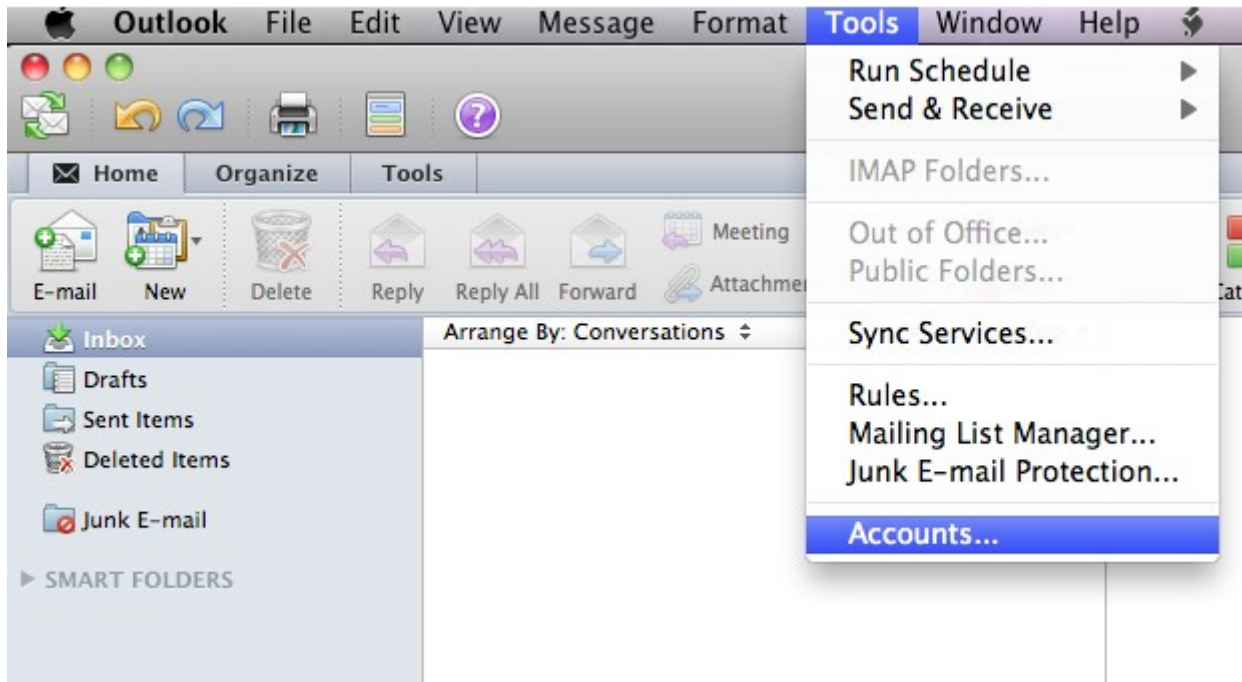 Outlook File Edit View Message Format Tools Window Help
Run Schedule
Send & Receive
IMAP Folders...
Out of Office...
Public Folders...
Sync Services...
Rules...
Mailing List Manager...
Junk E-mail Protection...
Accounts...
Home Organize Tools
E-mail New Delete Reply Reply All Forward
Meeting
Inbox
Drafts
Sent Items
Deleted Items
Junk E-mail
SMART FOLDERS
Arrange By: Conversations